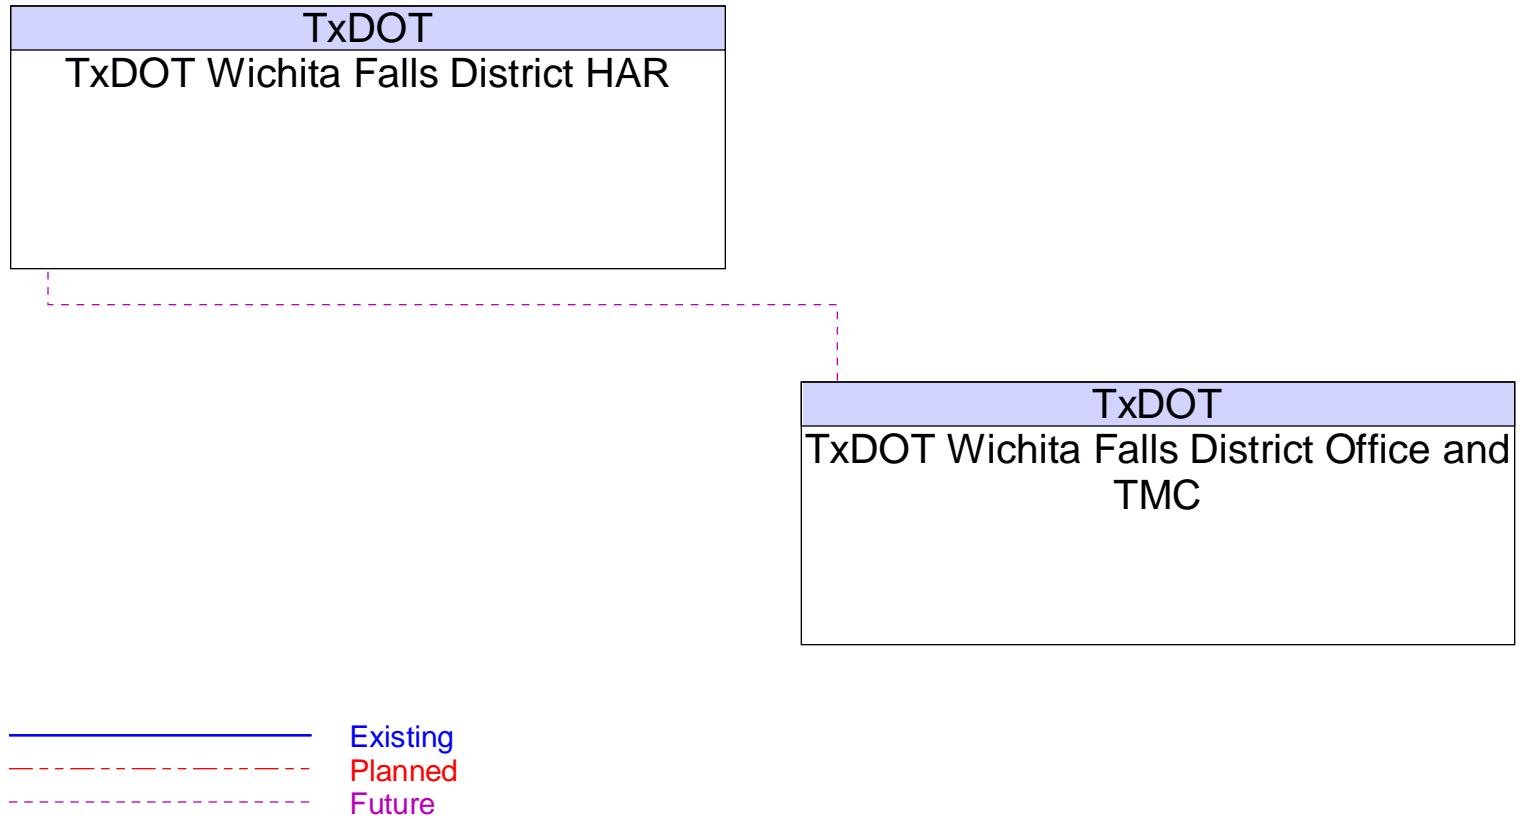 TxDOT
TxDOT Wichita Falls District HAR
TxDOT
TxDOT Wichita Falls District Office and
TMC
Existing
Planned
Future